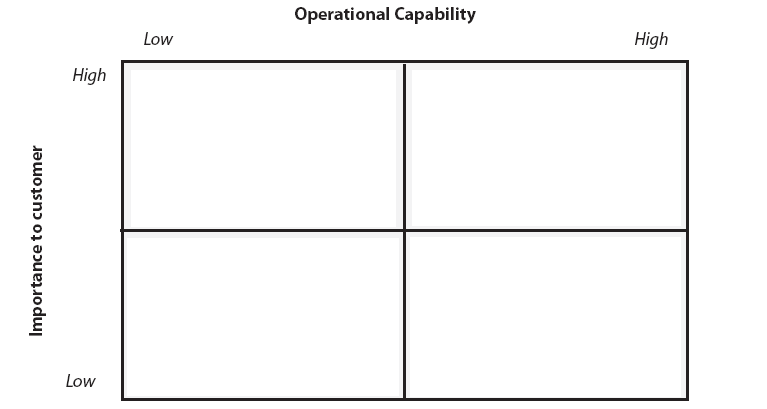 Operational Capability
Low
High
High
Importance to customer
Low